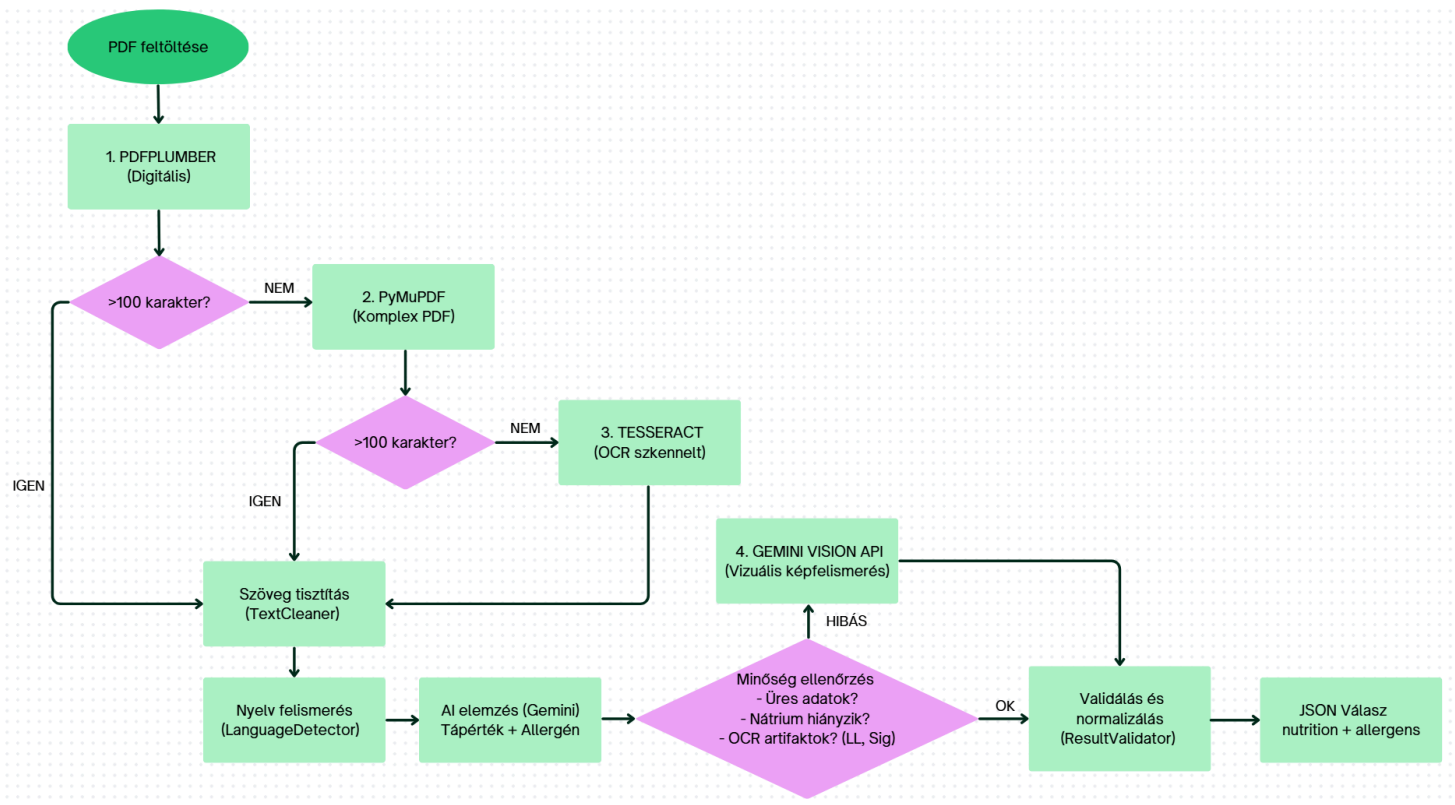 PDF feltöltése
1. PDFPLUMBER
(Digitális)
>100 karakter?
NEM
2. PyMuPDF
(Komplex PDF)
>100 karakter?
NEM
3. TESSERACT
(OCR szkennelt)
IGEN
IGEN
4. GEMINI VISION API
(Vizuális képfelismerés)
Szöveg tisztítás
(TextCleaner)
HIBÁS
Nyelv felismerés
(LanguageDetector)
AI elemzés (Gemini)
Tápérték + Allergén
Minőség ellenőrzés
- Üres adatok?
- Nátrium hiányzik?
- OCR artifaktok? (LL, Sig)
OK
Validálás és
normalizálás
(ResultValidator)
JSON Válasz
nutrition + allergens